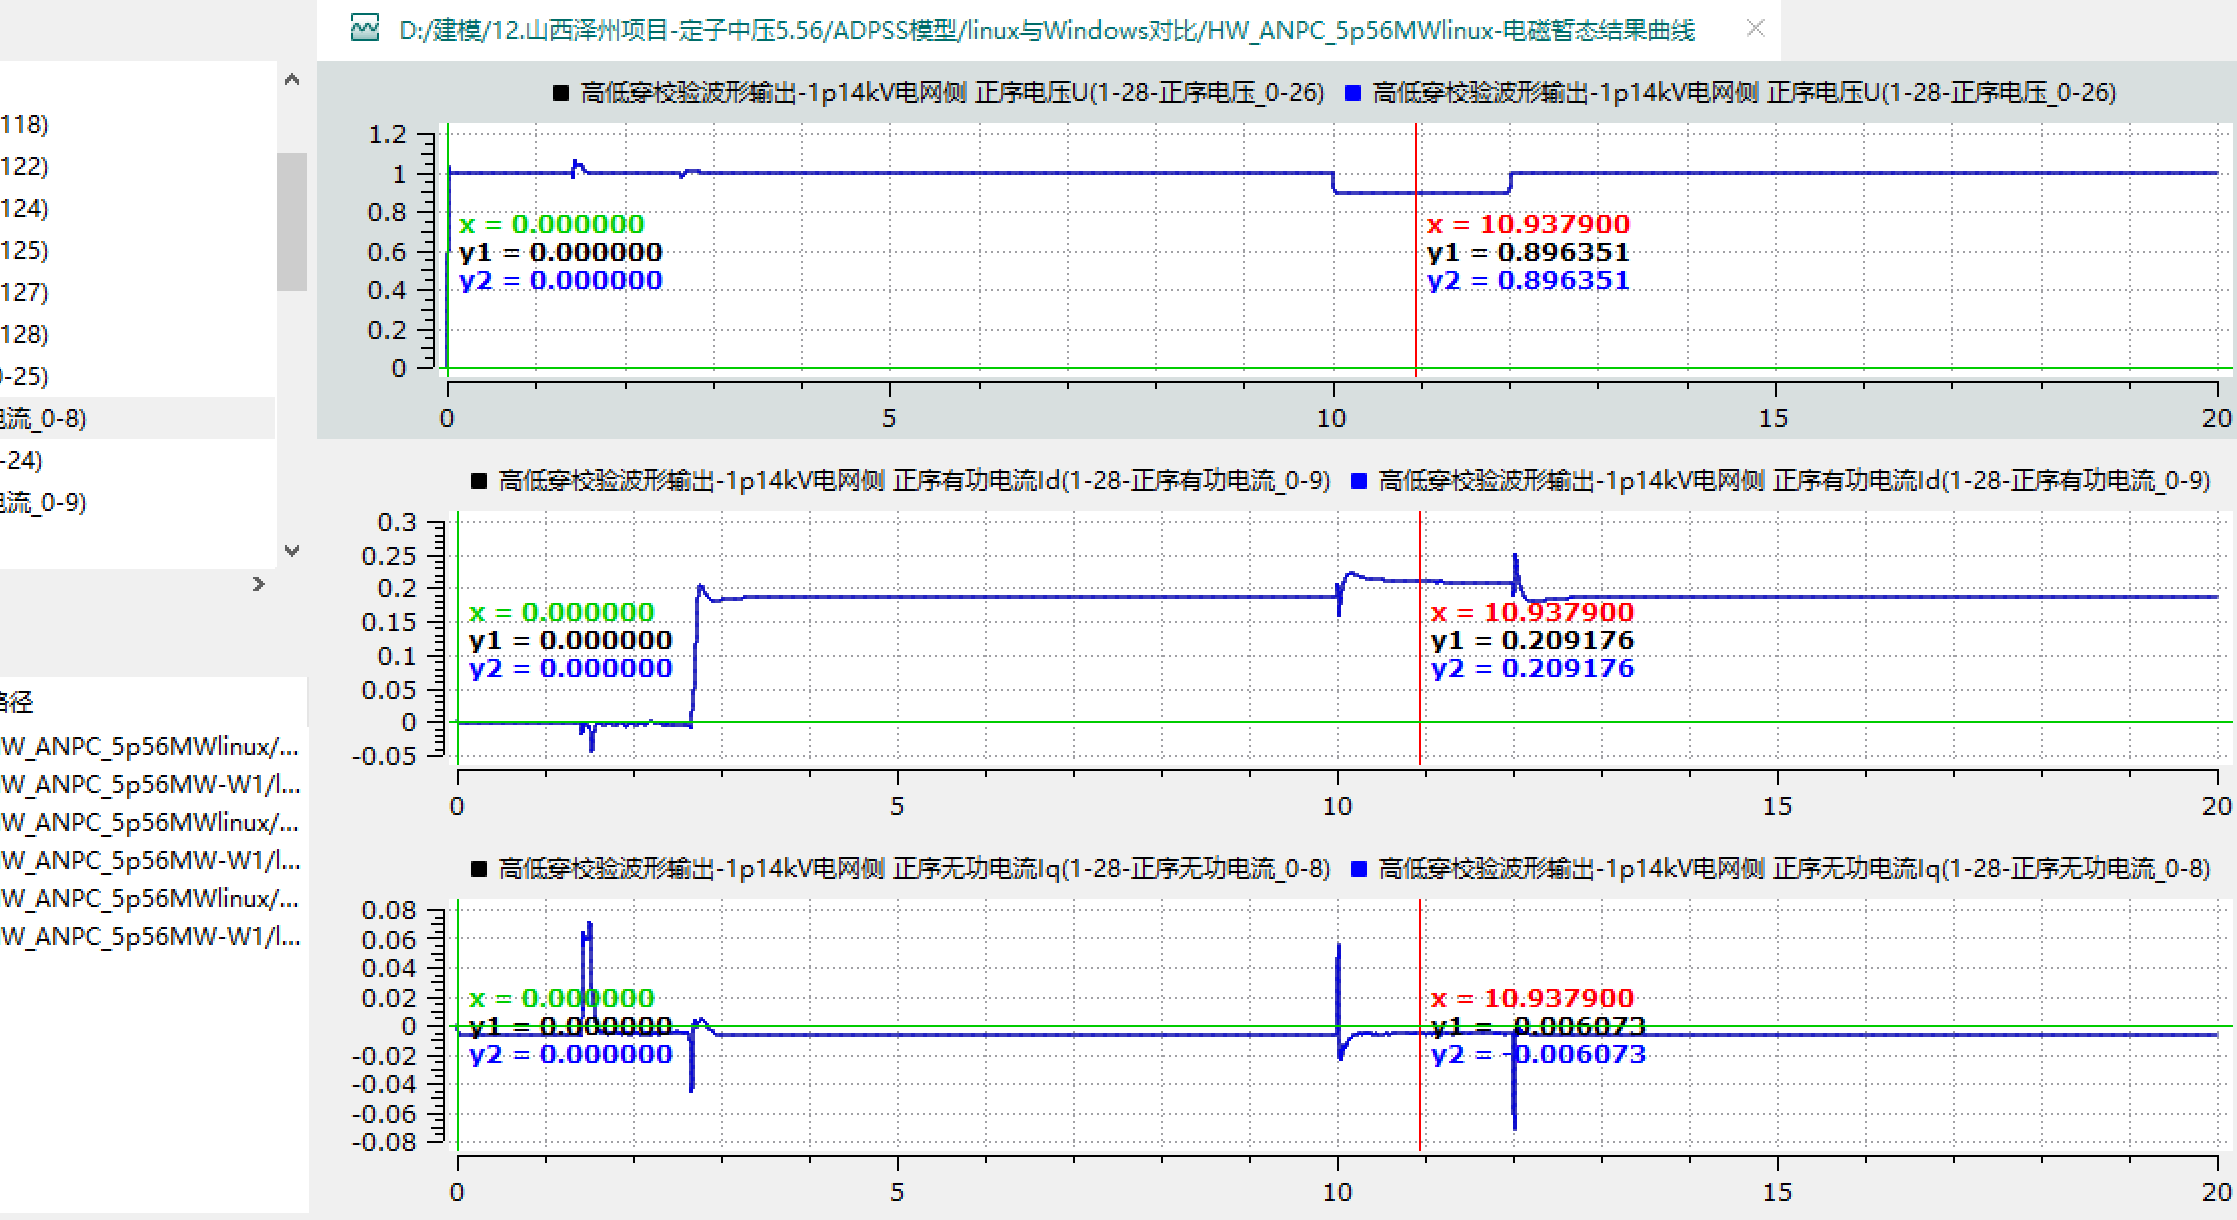 D:/建模/12.山西泽州项目-定子中压5.56/ADPSS模型/linux与Windows对比/HW_ANPC_5p56MWlinux-电磁暂态结果曲线
118)
122)
124)
125)
127)
128)
-25)
流_0-8)
-24)
流_0-9)
径
W_ANPC_5p56MWlinux/...
W_ANPC_5p56MW-W1/l...
W_ANPC_5p56MWlinux/...
W_ANPC_5p56MW-W1/l...
W_ANPC_5p56MWlinux/...
W_ANPC_5p56MW-W1/l...
高低穿校验波形输出-1p14kV电网侧 正序电压U(1-28-正序电压_0-26) 高低穿校验波形输出-1p14kV电网侧 正序电压U(1-28-正序电压_0-26)
1.2
1
0.8
0.6
0.4
0.2
0
x = 0.000000
y1 = 0.000000
y2 = 0.000000
x = 10.937900
y1 = 0.896351
y2 = 0.896351
0 5 10 15 20
高低穿校验波形输出-1p14kV电网侧 正序有功电流Id(1-28-正序有功电流_0-9) 高低穿校验波形输出-1p14kV电网侧 正序有功电流Id(1-28-正序有功电流_0-9)
0.3
0.25
0.2
0.15
0.1
0.05
0
-0.05
x = 0.000000
y1 = 0.000000
y2 = 0.000000
x = 10.937900
y1 = 0.209176
y2 = 0.209176
0 5 10 15 20
高低穿校验波形输出-1p14kV电网侧 正序无功电流Iq(1-28-正序无功电流_0-8) 高低穿校验波形输出-1p14kV电网侧 正序无功电流Iq(1-28-正序无功电流_0-8)
0.08
0.06
0.04
0.02
0
-0.02
-0.04
-0.06
-0.08
x = 0.000000
y1 = 0.000000
y2 = 0.000000
x = 10.937900
y1 = -0.006073
y2 = -0.006073
0 5 10 15 20